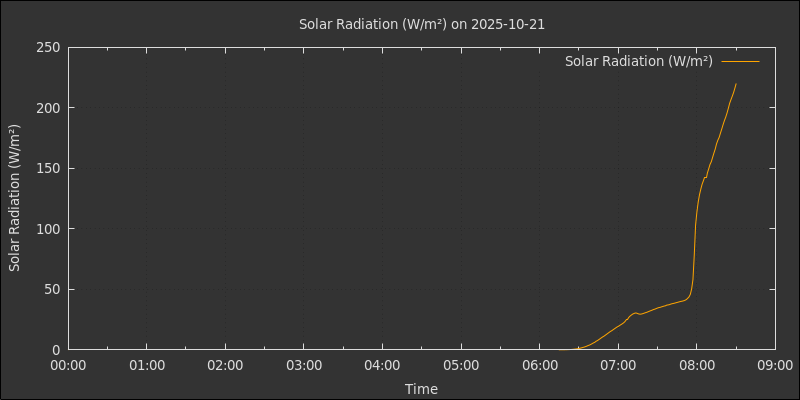 Solar Radiation (W/m²) on 2025-10-21
Solar Radiation (W/m²)
Solar Radiation (W/m²)
250
200
150
100
50
0
00:00 01:00 02:00 03:00 04:00 05:00 06:00 07:00 08:00 09:00
Time